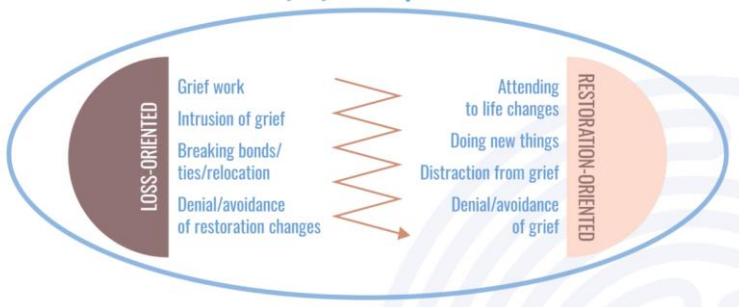 LOSS-ORIENTED
Grief work
Intrusion of grief
Breaking bonds/
ties/relocation
Denial/avoidance
of restoration changes
Attending
to life changes
Doing new things
Distraction from grief
Denial/avoidance
of grief
RESTORATION-ORIENTED